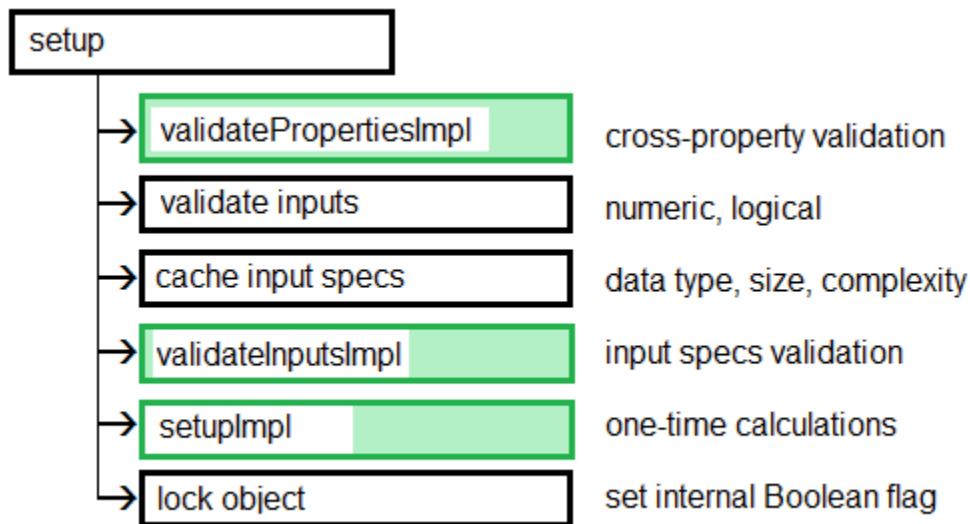 setup
validatePropertiesImpl cross-property validation
validate inputs numeric, logical
cache input specs data type, size, complexity
validateInputsImpl input specs validation
setupImpl one-time calculations
lock object set internal Boolean flag